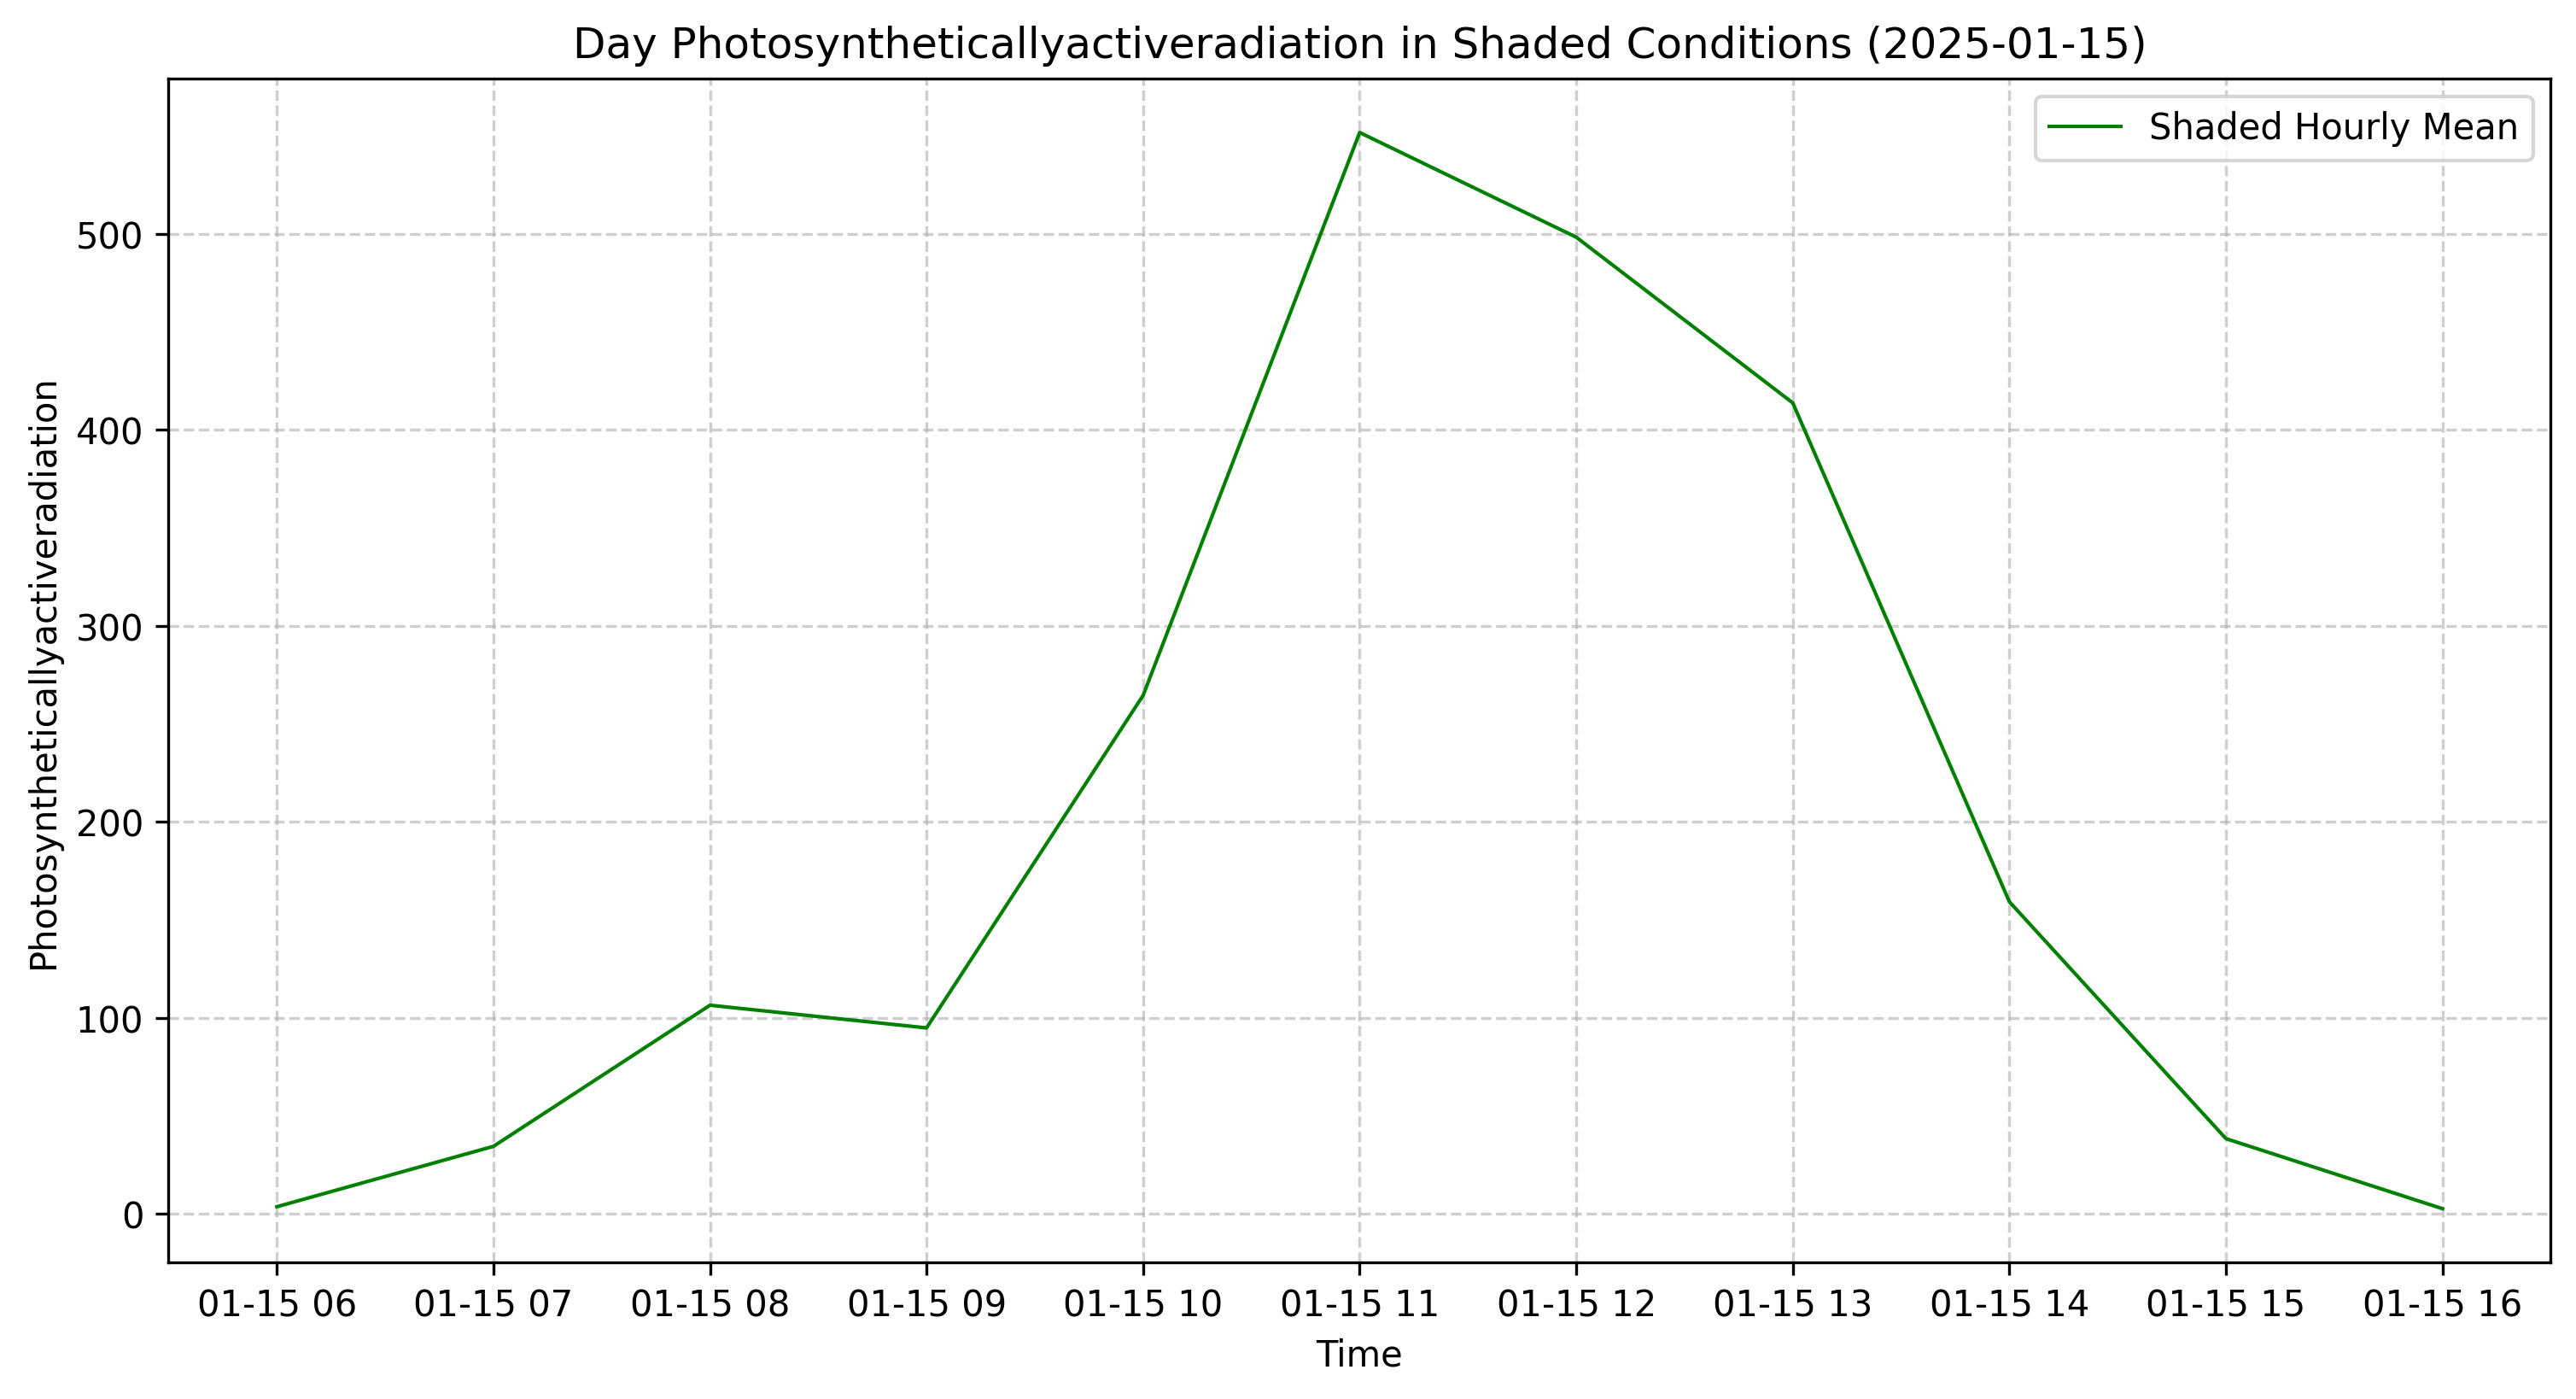 Day Photosyntheticallyactiveradiation in Shaded Conditions (2025-01-15)
Shaded Hourly Mean
Photosyntheticallyactiveradiation
500
400
300
200
100
0
01-15 06 01-15 07 01-15 08 01-15 09 01-15 10 01-15 11 01-15 12 01-15 13 01-15 14 01-15 15 01-15 16
Time